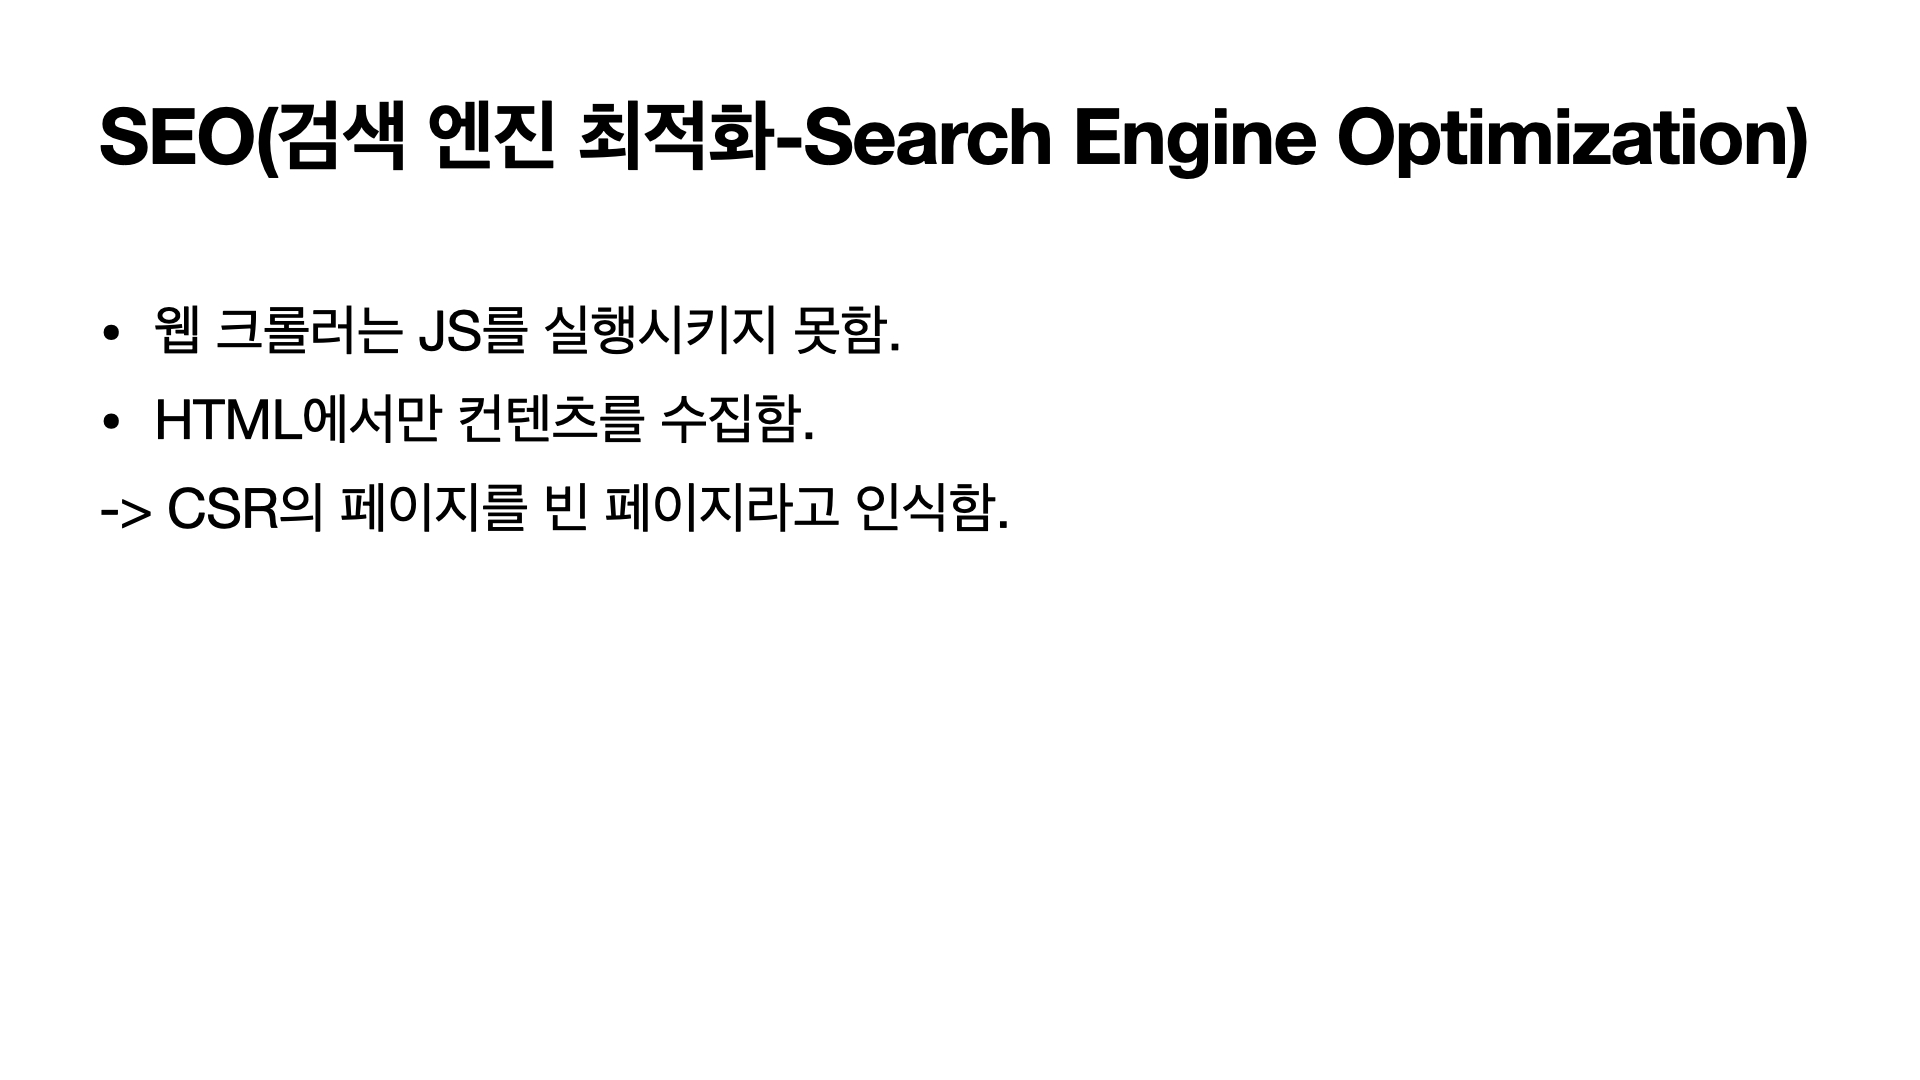 SEO(검색 엔진 최적화-Search Engine Optimization)
• 웹 크롤러는 JS를 실행시키지 못함.
• HTML에서만 컨텐츠를 수집함.
-> CSR의 페이지를 빈 페이지라고 인식함.